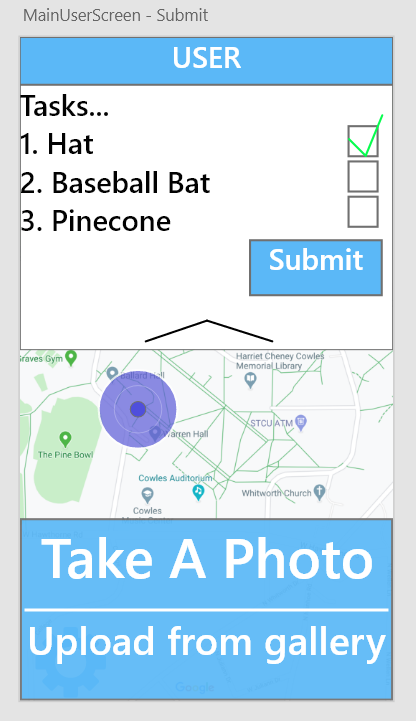 MainUserScreen - Submit
USER
Tasks...
1. Hat
2. Baseball Bat
3. Pinecone
Submit
Graves Gym
Ballard Hall
Harriet Cheney Cowles
Memorial Library
STCU ATM
Warren Hall
The Pine Bowl
Cowles Auditorium
Whitworth Church
Cowles
Take A Photo
Upload from gallery
Google